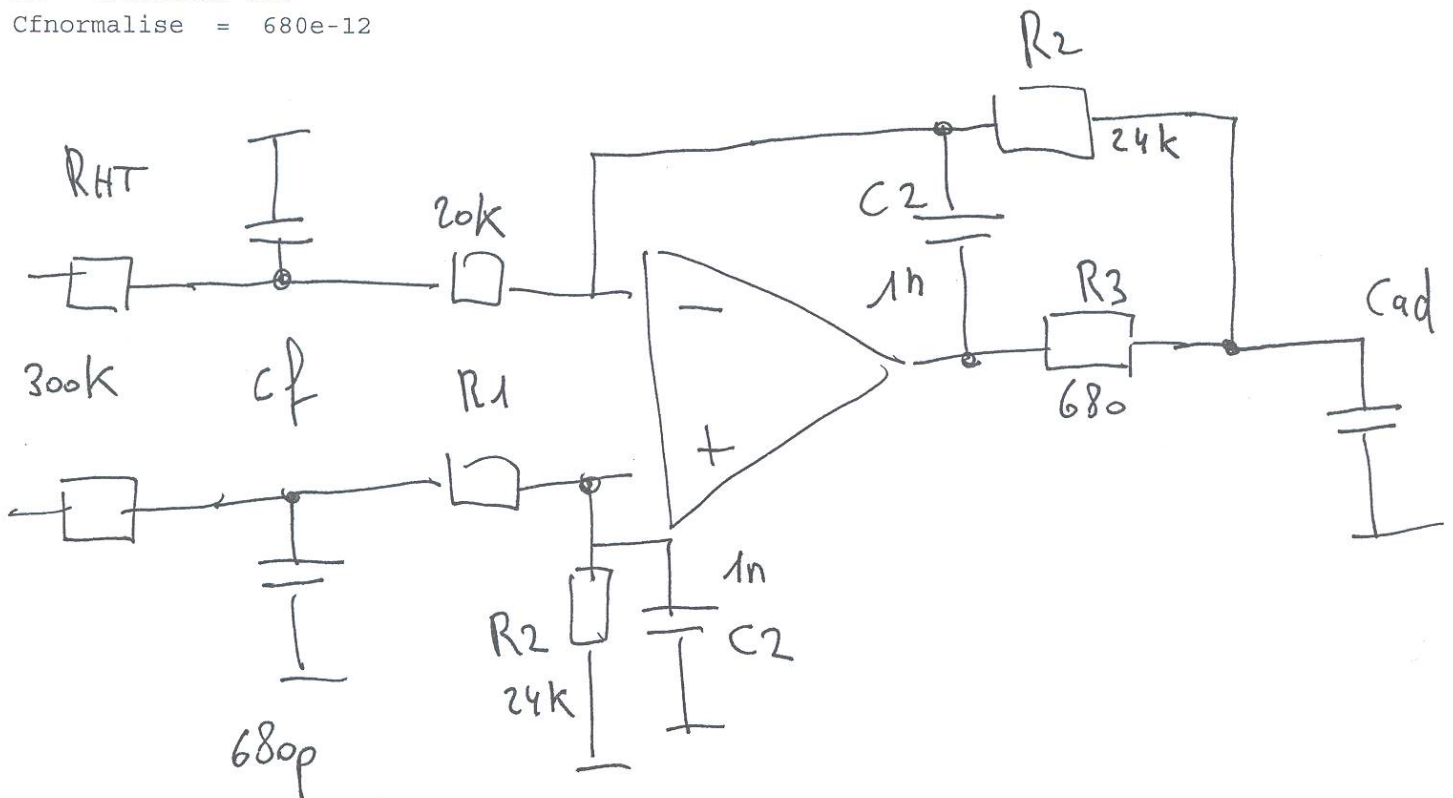 Cfnormalise = 680e-12
R2
24k
RHT
20k
C2
1n
R3
680
Cad
300K
Cf
R1
-
+
1n
R2
C2
24K
680p